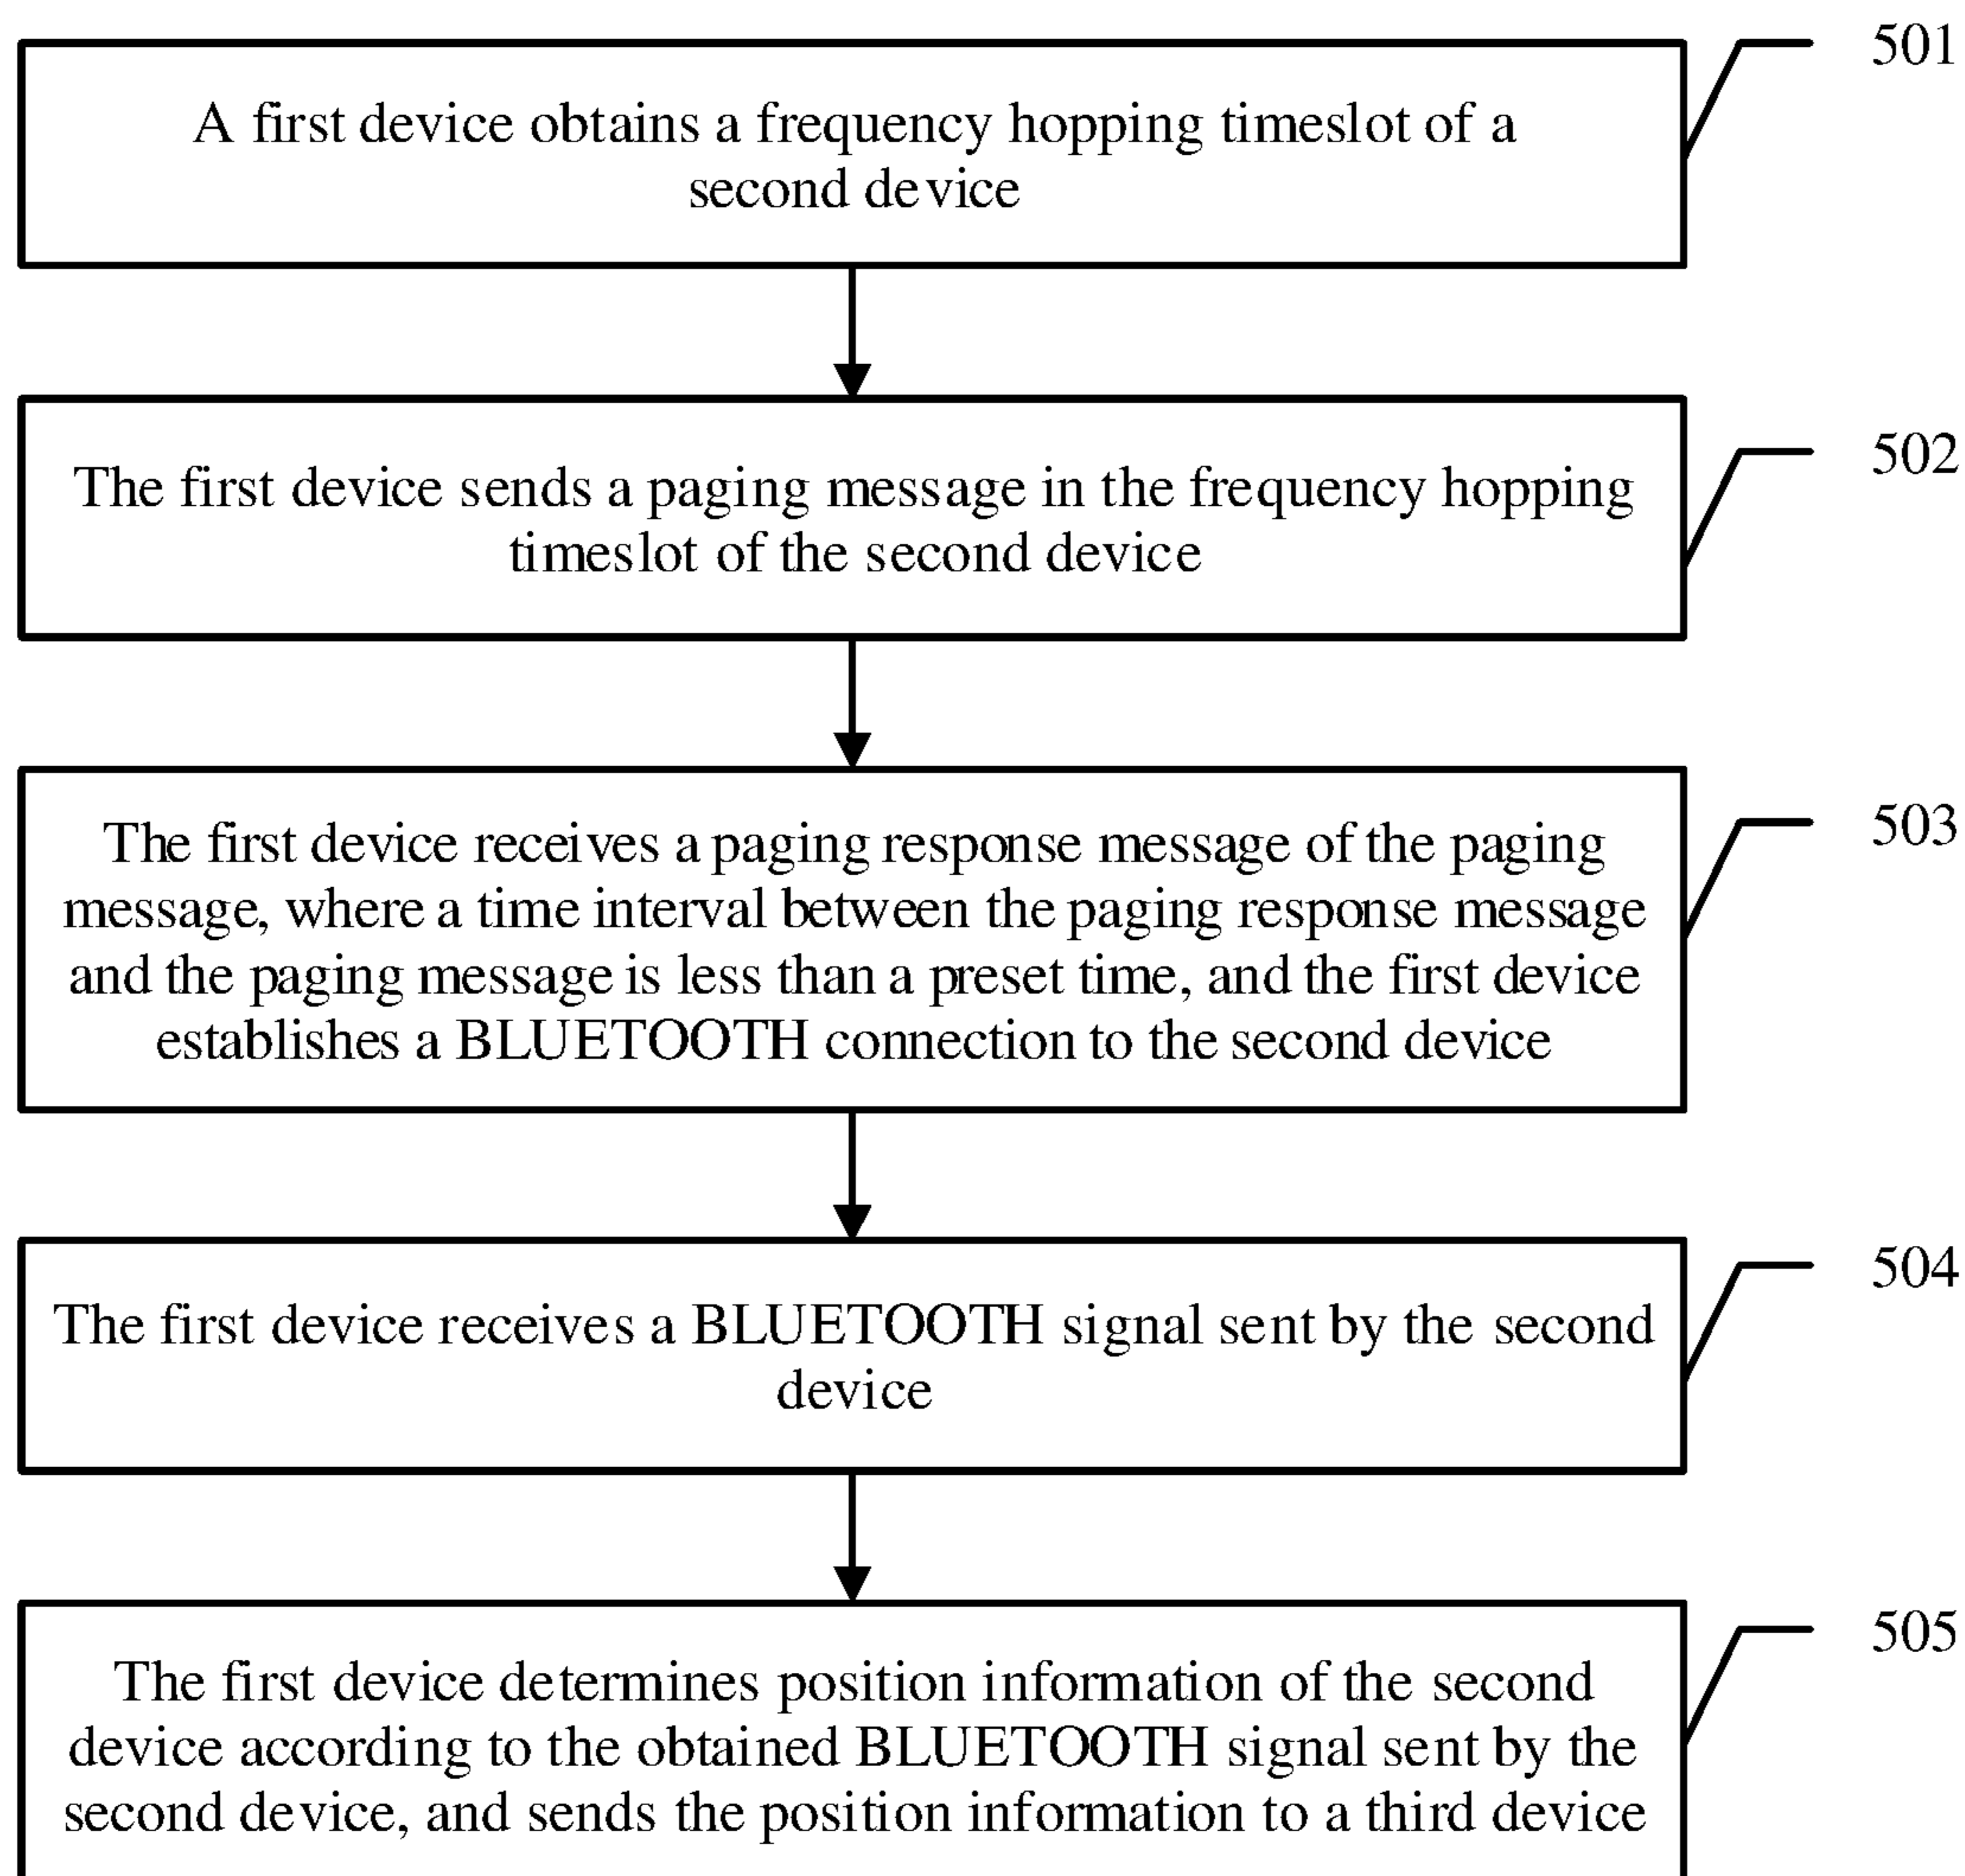 501
A first device obtains a frequency hopping timeslot of a
second device
502
The first device sends a paging message in the frequency hopping
timeslot of the second device
503
The first device receives a paging response message of the paging
message, where a time interval between the paging response message
and the paging message is less than a preset time, and the first device
establishes a BLUETOOTH connection to the second device
504
The first device receives a BLUETOOTH signal sent by the second
device
505
The first device determines position information of the second
device according to the obtained BLUETOOTH signal sent by the
second device, and sends the position information to a third device